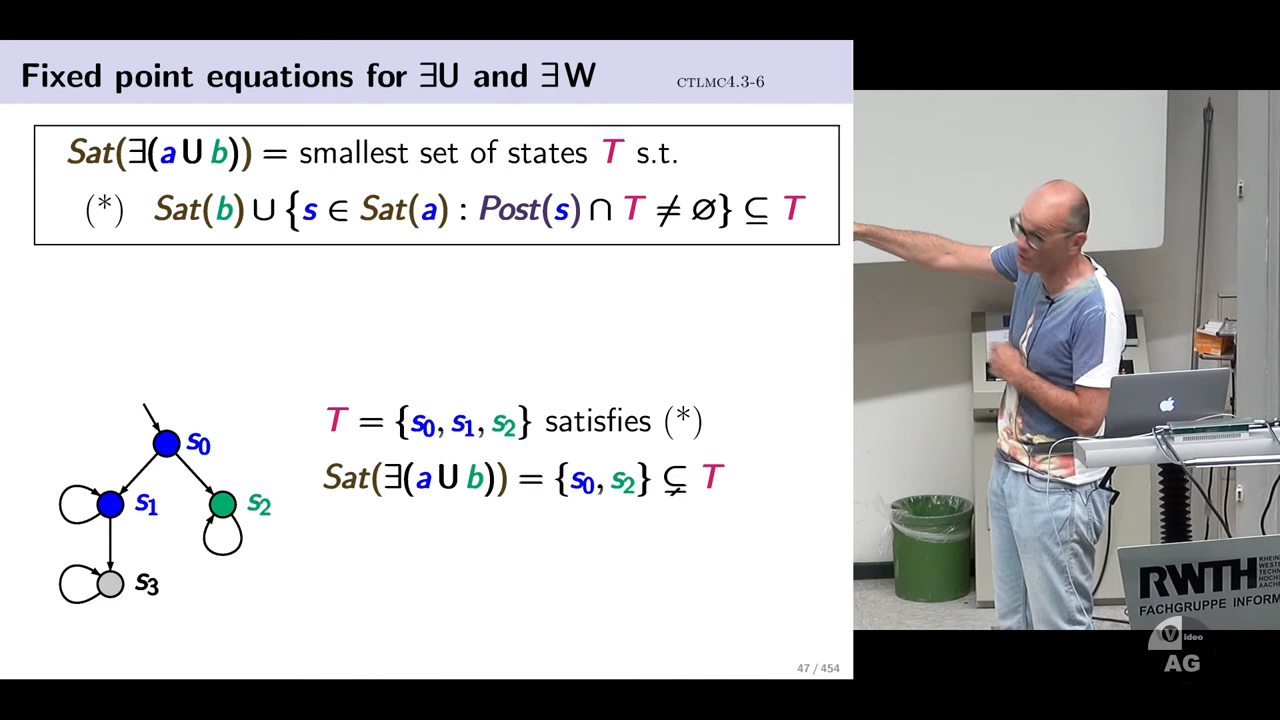 Fixed point equations for ∃U and ∃W
CTLMC4.3-6
Sat(∃(a U b)) = smallest set of states T s.t.
(*) Sat(b) ∪ {s ∈ Sat(a) : Post(s) ∩ T ≠ ∅} ⊆ T
T = {s0, s1, s2} satisfies (*)
Sat(∃(a U b)) = {s0, s2} ⊊ T
s0
s1
s2
s3
47 / 454
RWTH
FACHGRUPPE INFORM
Video
AG